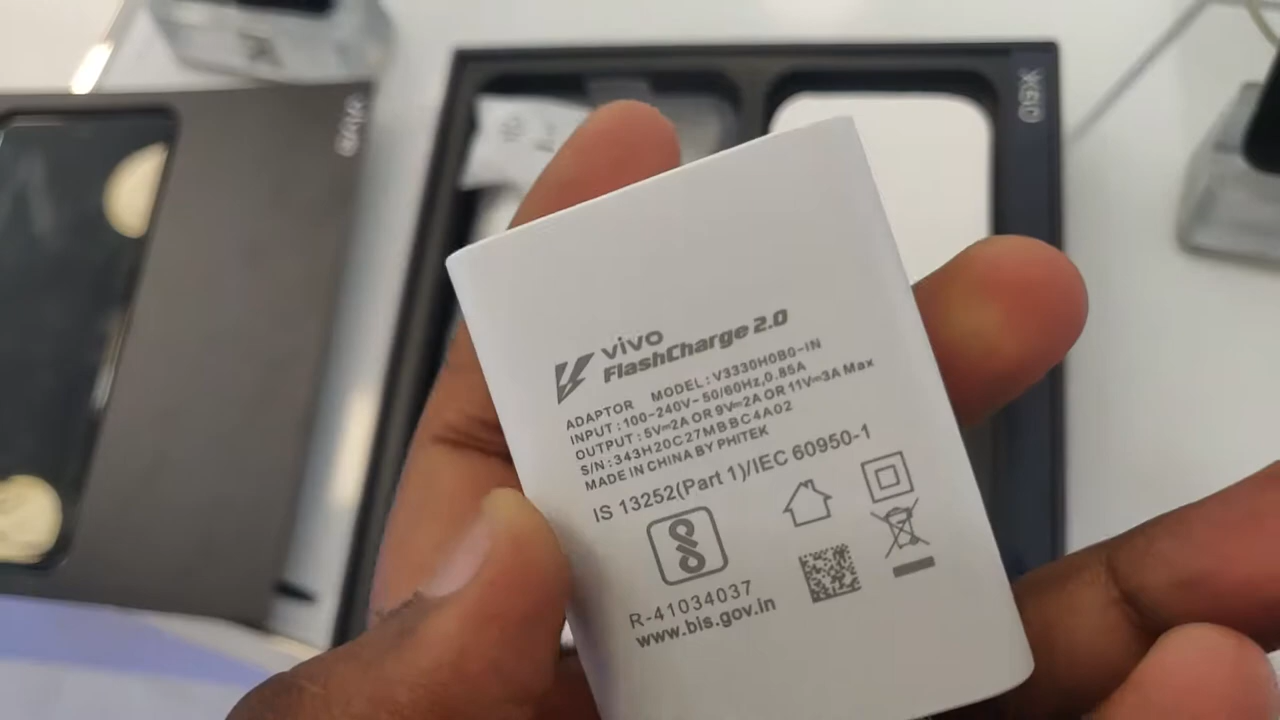 X60
vivo
FlashCharge 2.0
ADAPTOR MODEL : V3330H0B0-IN
INPUT : 100-240V~50/60Hz,0.85A
OUTPUT : 5V⎓2A OR 9V⎓2A OR 11V⎓3A Max
S/N : 343H20C27MBBC4A02
MADE IN CHINA BY PHITEK
IS 13252(Part 1)/IEC 60950-1
R-41034037
www.bis.gov.in